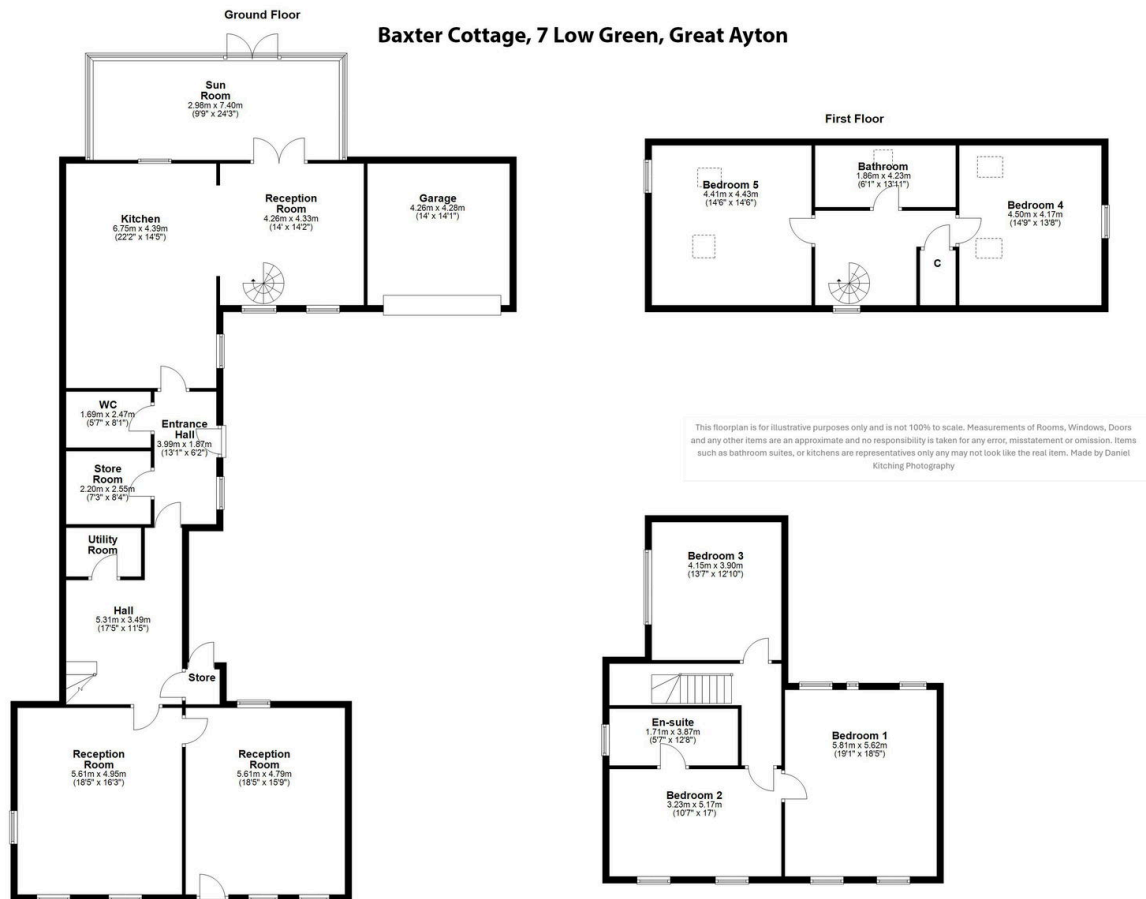 Ground Floor
Baxter Cottage, 7 Low Green, Great Ayton
Sun
Room
2.98m x 7.40m
(9'9" x 24'3")
Kitchen
6.75m x 4.39m
(22'2" x 14'5")
Reception
Room
4.26m x 4.33m
(14' x 14'2")
Garage
4.26m x 4.28m
(14' x 14'1")
WC
1.69m x 2.47m
(5'7" x 8'1")
Entrance
Hall
3.99m x 1.87m
(13'1" x 6'2")
Store
Room
2.20m x 2.55m
(7'3" x 8'4")
Utility
Room
Hall
5.31m x 3.49m
(17'5" x 11'5")
Store
Reception
Room
5.61m x 4.95m
(18'5" x 16'3")
Reception
Room
5.61m x 4.79m
(18'5" x 15'9")
First Floor
Bedroom 5
4.41m x 4.43m
(14'6" x 14'6")
Bathroom
1.86m x 4.23m
(6'1" x 13'11")
Bedroom 4
4.50m x 4.17m
(14'9" x 13'8")
C
This floorplan is for illustrative purposes only and is not 100% to scale. Measurements of Rooms, Windows, Doors
and any other items are an approximate and no responsibility is taken for any error, misstatement or omission. Items
such as bathroom suites, or kitchens are representatives only any may not look like the real item. Made by Daniel
Kitching Photography
Bedroom 3
4.15m x 3.90m
(13'7" x 12'10")
En-suite
1.71m x 3.87m
(5'7" x 12'8")
Bedroom 1
5.81m x 5.62m
(19'1" x 18'5")
Bedroom 2
3.23m x 5.17m
(10'7" x 17')